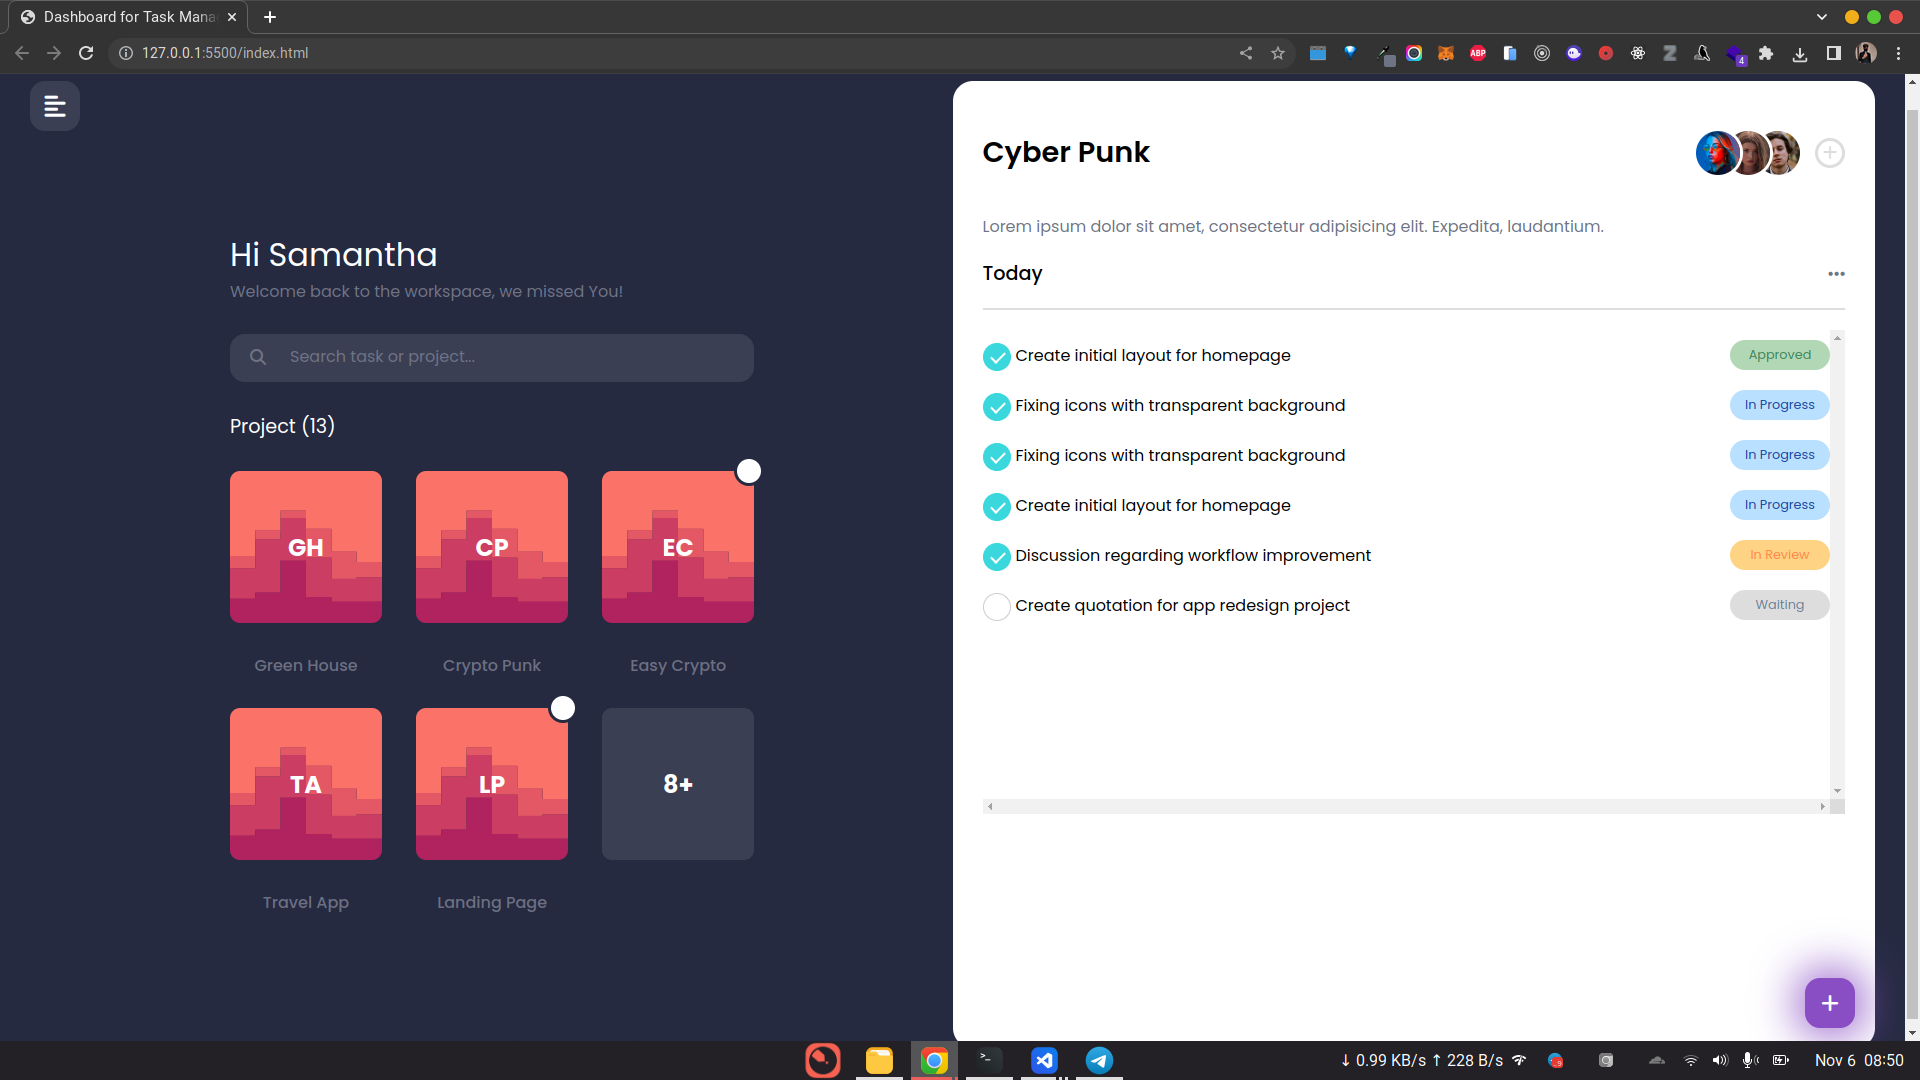 Dashboard for Task Mana
127.0.0.1:5500/index.html
ABP
4
Hi Samantha
Welcome back to the workspace, we missed You!
Search task or project...
Project (13)
GH
CP
EC
Green House
Crypto Punk
Easy Crypto
TA
LP
8+
Travel App
Landing Page
Cyber Punk
Lorem ipsum dolor sit amet, consectetur adipisicing elit. Expedita, laudantium.
Today
Create initial layout for homepage
Approved
Fixing icons with transparent background
In Progress
Fixing icons with transparent background
In Progress
Create initial layout for homepage
In Progress
Discussion regarding workflow improvement
In Review
Create quotation for app redesign project
Waiting
↓ 0.99 KB/s ↑ 228 B/s
Nov 6 08:50